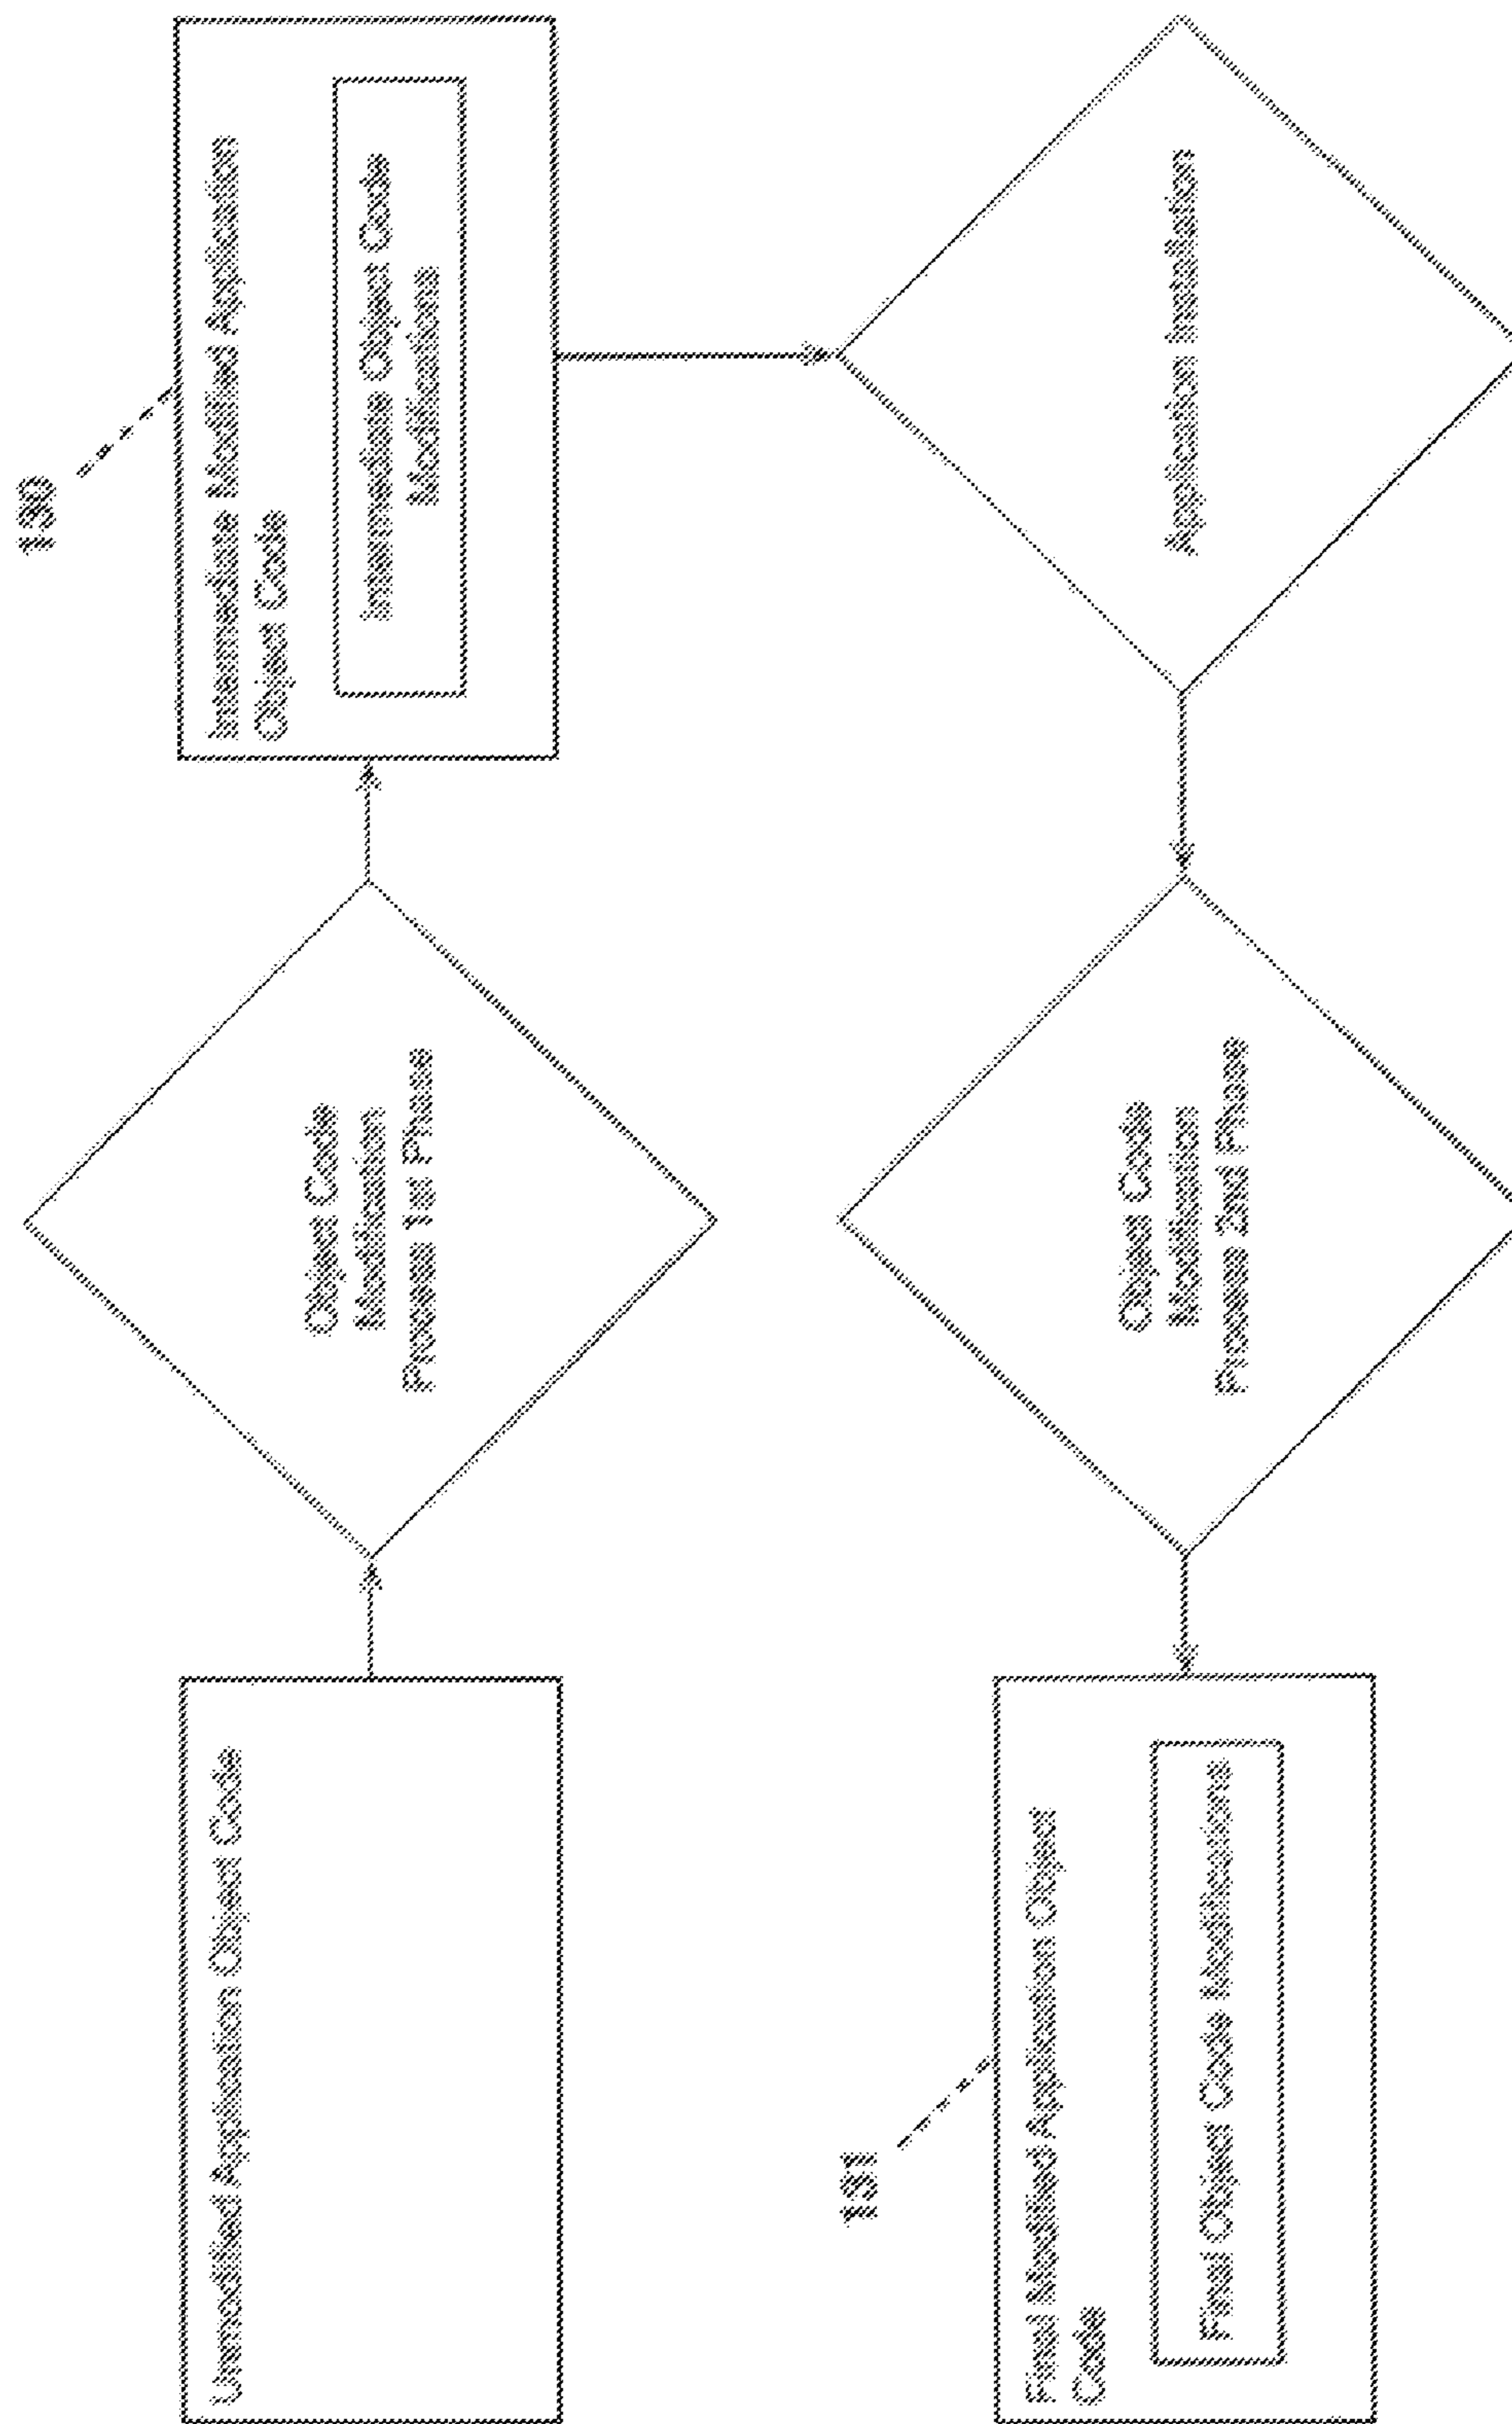 130
Unmodified Application Object Code
Object Code
Modification
Process 1st Phase
Intermediate Modified Application
Object Code
Intermediate Object Code
Modifications
131
Final Modified Application Object
Code
Final Object Code Modifications
Object Code
Modification
Process 2nd Phase
Application Installation